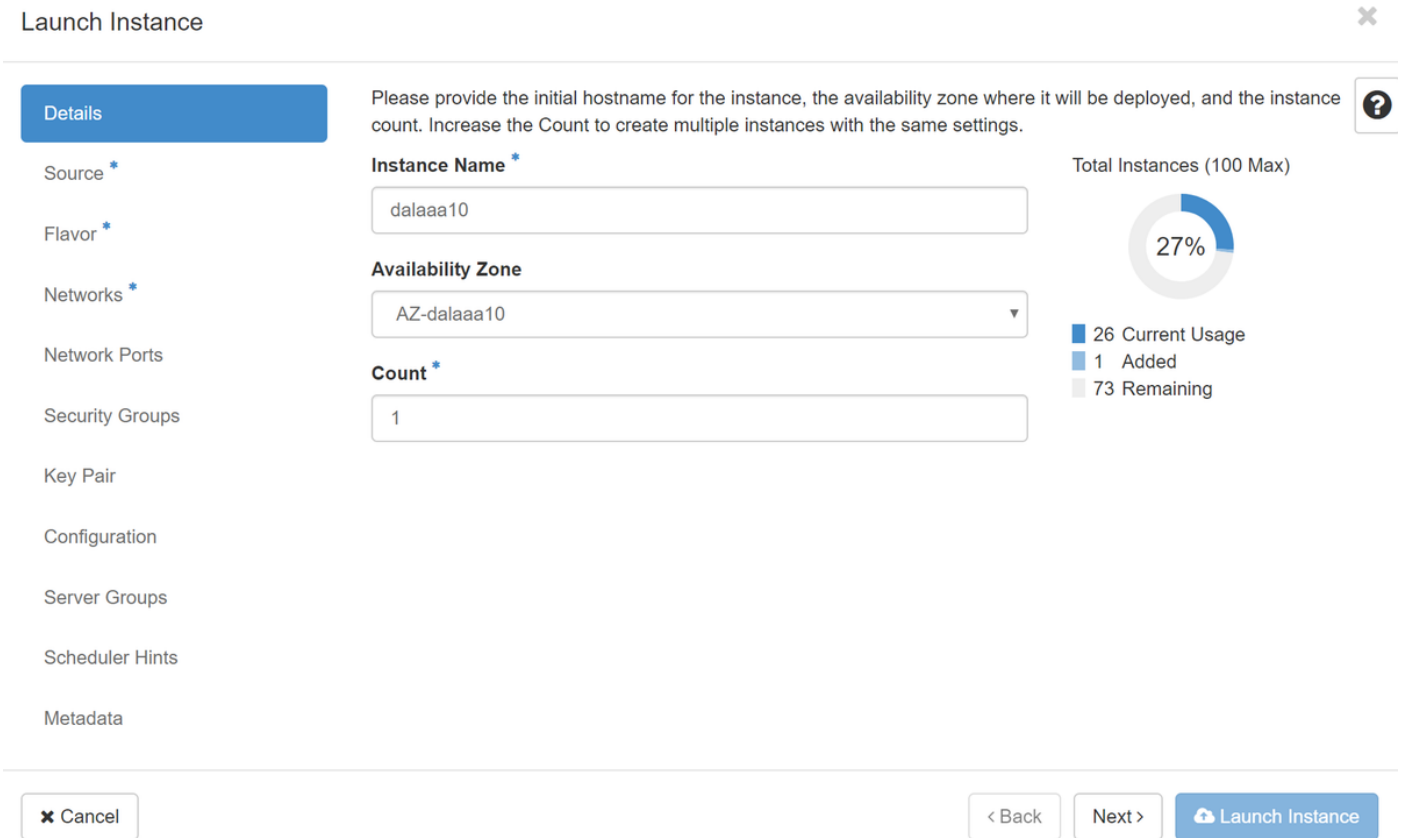 Launch Instance
Details
Source *
Flavor *
Networks *
Network Ports
Security Groups
Key Pair
Configuration
Server Groups
Scheduler Hints
Metadata
Please provide the initial hostname for the instance, the availability zone where it will be deployed, and the instance
count. Increase the Count to create multiple instances with the same settings.
Instance Name *
dalaaa10
Availability Zone
AZ-dalaaa10
Count *
1
Total Instances (100 Max)
27%
26 Current Usage
1 Added
73 Remaining
✖ Cancel
< Back
Next >
Launch Instance